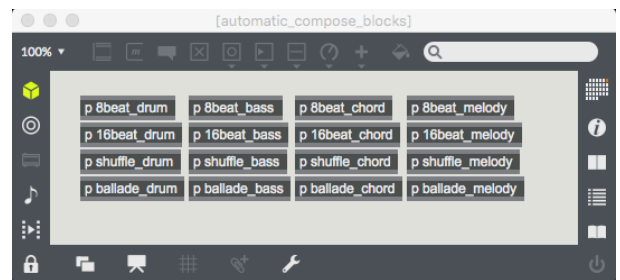 [automatic_compose_blocks]
100%
p 8beat_drum p 8beat_bass p 8beat_chord p 8beat_melody
p 16beat_drum p 16beat_bass p 16beat_chord p 16beat_melody
p shuffle_drum p shuffle_bass p shuffle_chord p shuffle_melody
p ballade_drum p ballade_bass p ballade_chord p ballade_melody